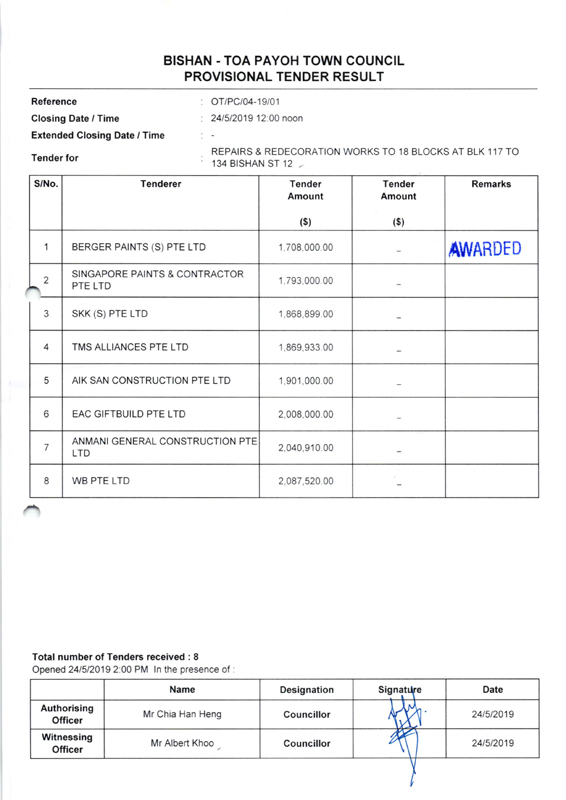 BISHAN - TOA PAYOH TOWN COUNCIL
PROVISIONAL TENDER RESULT
Reference : OT/PC/04-19/01
Closing Date / Time : 24/5/2019 12:00 noon
Extended Closing Date / Time : -
Tender for : REPAIRS & REDECORATION WORKS TO 18 BLOCKS AT BLK 117 TO
134 BISHAN ST 12
S/No. Tenderer Tender Tender Remarks
Amount Amount
($) ($)
1 BERGER PAINTS (S) PTE LTD 1,708,000.00 - AWARDED
2 SINGAPORE PAINTS & CONTRACTOR
PTE LTD 1,793,000.00 -
3 SKK (S) PTE LTD 1,868,899.00 -
4 TMS ALLIANCES PTE LTD 1,869,933.00 -
5 AIK SAN CONSTRUCTION PTE LTD 1,901,000.00 -
6 EAC GIFTBUILD PTE LTD 2,008,000.00 -
7 ANMANI GENERAL CONSTRUCTION PTE
LTD 2,040,910.00 -
8 WB PTE LTD 2,087,520.00 -
Total number of Tenders received : 8
Opened 24/5/2019 2:00 PM In the presence of :
Name Designation Signature Date
Authorising
Officer Mr Chia Han Heng Councillor 24/5/2019
Witnessing
Officer Mr Albert Khoo Councillor 24/5/2019